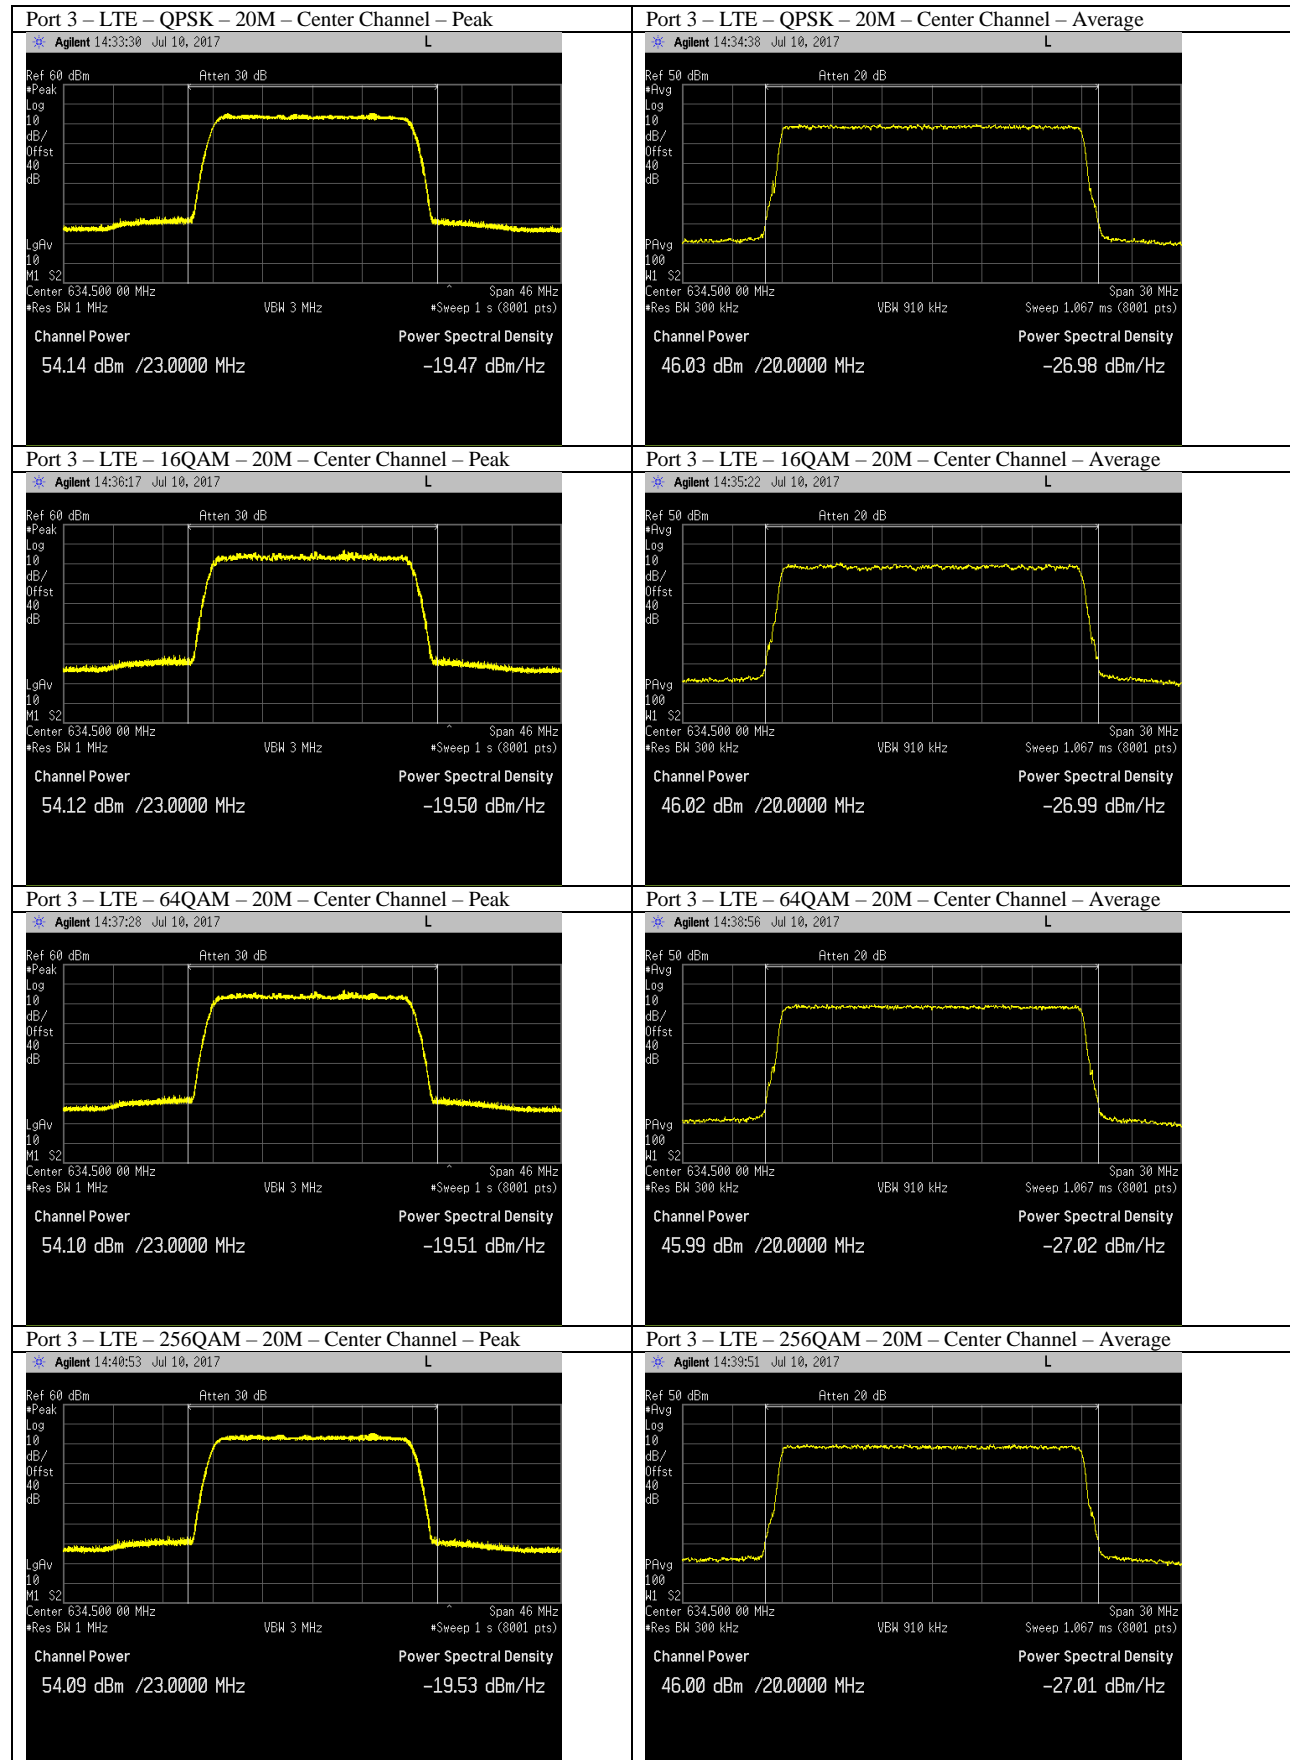 Port 3 – LTE – QPSK – 20M – Center Channel – Peak
Agilent 14:33:30 Jul 10, 2017 L
Ref 60 dBm Atten 30 dB
#Peak
Log
10
dB/
Offst
40
dB
LgAv
10
M1 S2
Center 634.500 00 MHz ^ Span 46 MHz
#Res BW 1 MHz VBW 3 MHz #Sweep 1 s (8001 pts)
Channel Power Power Spectral Density
54.14 dBm /23.0000 MHz -19.47 dBm/Hz
Port 3 – LTE – QPSK – 20M – Center Channel – Average
Agilent 14:34:38 Jul 10, 2017 L
Ref 50 dBm Atten 20 dB
#Avg
Log
10
dB/
Offst
40
dB
PAvg
100
W1 S2
Center 634.500 00 MHz Span 30 MHz
#Res BW 300 kHz VBW 910 kHz Sweep 1.067 ms (8001 pts)
Channel Power Power Spectral Density
46.03 dBm /20.0000 MHz -26.98 dBm/Hz
Port 3 – LTE – 16QAM – 20M – Center Channel – Peak
Agilent 14:36:17 Jul 10, 2017 L
Ref 60 dBm Atten 30 dB
#Peak
Log
10
dB/
Offst
40
dB
LgAv
10
M1 S2
Center 634.500 00 MHz ^ Span 46 MHz
#Res BW 1 MHz VBW 3 MHz #Sweep 1 s (8001 pts)
Channel Power Power Spectral Density
54.12 dBm /23.0000 MHz -19.50 dBm/Hz
Port 3 – LTE – 16QAM – 20M – Center Channel – Average
Agilent 14:35:22 Jul 10, 2017 L
Ref 50 dBm Atten 20 dB
#Avg
Log
10
dB/
Offst
40
dB
PAvg
100
W1 S2
Center 634.500 00 MHz Span 30 MHz
#Res BW 300 kHz VBW 910 kHz Sweep 1.067 ms (8001 pts)
Channel Power Power Spectral Density
46.02 dBm /20.0000 MHz -26.99 dBm/Hz
Port 3 – LTE – 64QAM – 20M – Center Channel – Peak
Agilent 14:37:28 Jul 10, 2017 L
Ref 60 dBm Atten 30 dB
#Peak
Log
10
dB/
Offst
40
dB
LgAv
10
M1 S2
Center 634.500 00 MHz ^ Span 46 MHz
#Res BW 1 MHz VBW 3 MHz #Sweep 1 s (8001 pts)
Channel Power Power Spectral Density
54.10 dBm /23.0000 MHz -19.51 dBm/Hz
Port 3 – LTE – 64QAM – 20M – Center Channel – Average
Agilent 14:38:56 Jul 10, 2017 L
Ref 50 dBm Atten 20 dB
#Avg
Log
10
dB/
Offst
40
dB
PAvg
100
W1 S2
Center 634.500 00 MHz Span 30 MHz
#Res BW 300 kHz VBW 910 kHz Sweep 1.067 ms (8001 pts)
Channel Power Power Spectral Density
45.99 dBm /20.0000 MHz -27.02 dBm/Hz
Port 3 – LTE – 256QAM – 20M – Center Channel – Peak
Agilent 14:40:53 Jul 10, 2017 L
Ref 60 dBm Atten 30 dB
#Peak
Log
10
dB/
Offst
40
dB
LgAv
10
M1 S2
Center 634.500 00 MHz ^ Span 46 MHz
#Res BW 1 MHz VBW 3 MHz #Sweep 1 s (8001 pts)
Channel Power Power Spectral Density
54.09 dBm /23.0000 MHz -19.53 dBm/Hz
Port 3 – LTE – 256QAM – 20M – Center Channel – Average
Agilent 14:39:51 Jul 10, 2017 L
Ref 50 dBm Atten 20 dB
#Avg
Log
10
dB/
Offst
40
dB
PAvg
100
W1 S2
Center 634.500 00 MHz Span 30 MHz
#Res BW 300 kHz VBW 910 kHz Sweep 1.067 ms (8001 pts)
Channel Power Power Spectral Density
46.00 dBm /20.0000 MHz -27.01 dBm/Hz